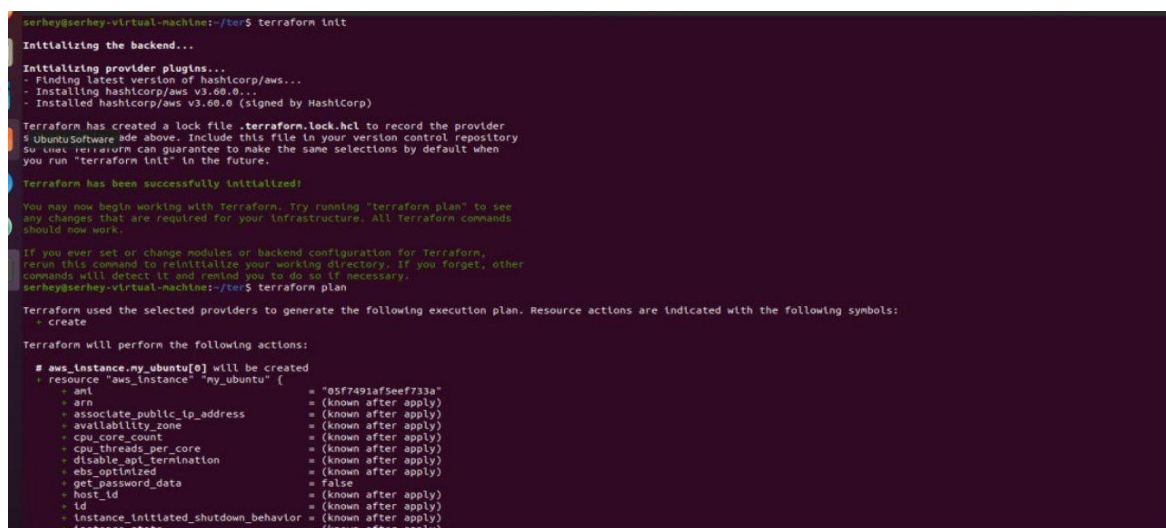 serhey@serhey-virtual-machine:~/ter$ terraform init
Initializing the backend...
Initializing provider plugins...
- Finding latest version of hashicorp/aws...
- Installing hashicorp/aws v3.60.0...
- Installed hashicorp/aws v3.60.0 (signed by HashiCorp)
Terraform has created a lock file .terraform.lock.hcl to record the provider
s Ubuntu Software ade above. Include this file in your version control repository
so that Terraform can guarantee to make the same selections by default when
you run "terraform init" in the future.
Terraform has been successfully initialized!
You may now begin working with Terraform. Try running "terraform plan" to see
any changes that are required for your infrastructure. All Terraform commands
should now work.
If you ever set or change modules or backend configuration for Terraform,
rerun this command to reinitialize your working directory. If you forget, other
commands will detect it and remind you to do so if necessary.
serhey@serhey-virtual-machine:~/ter$ terraform plan
Terraform used the selected providers to generate the following execution plan. Resource actions are indicated with the following symbols:
+ create
Terraform will perform the following actions:
# aws_instance.my_ubuntu[0] will be created
+ resource "aws_instance" "my_ubuntu" {
+ ami = "05f7491af5eef733a"
+ arn = (known after apply)
+ associate_public_ip_address = (known after apply)
+ availability_zone = (known after apply)
+ cpu_core_count = (known after apply)
+ cpu_threads_per_core = (known after apply)
+ disable_api_termination = (known after apply)
+ ebs_optimized = (known after apply)
+ get_password_data = false
+ host_id = (known after apply)
+ id = (known after apply)
+ instance_initiated_shutdown_behavior = (known after apply)